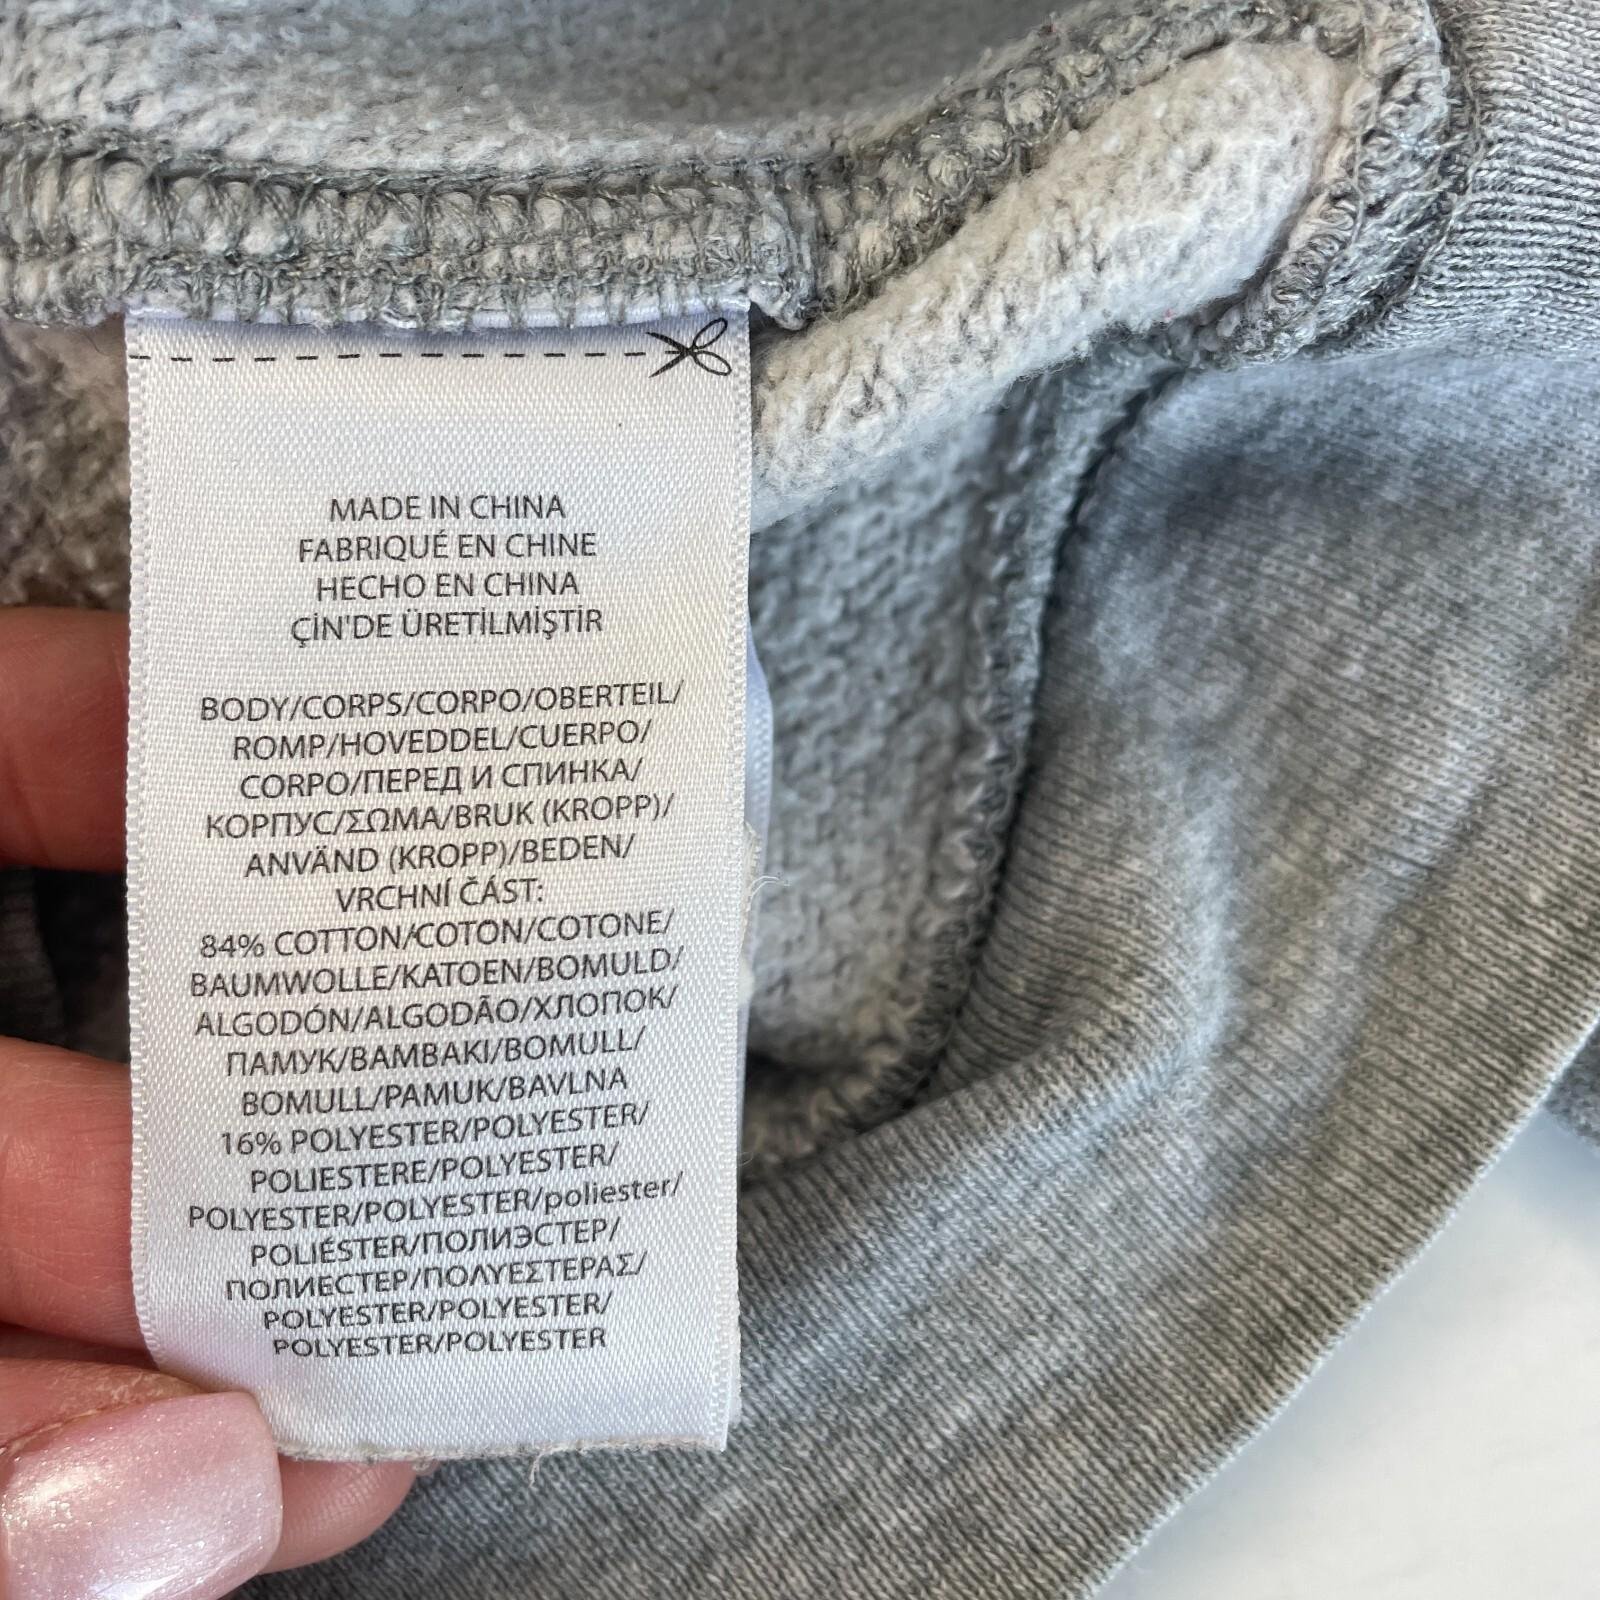 MADE IN CHINA
FABRIQUÉ EN CHINE
HECHO EN CHINA
ÇİN'DE ÜRETİLMİŞTİR
BODY/CORPS/CORPO/OBERTEIL/
ROMP/HOVEDDEL/CUERPO/
CORPO/ПЕРЕД И СПИНКА/
КОРПУС/ΣΩΜΑ/BRUK (KROPP)/
ANVÄND (KROPP)/BEDEN/
VRCHNÍ ČÁST:
84% COTTON/COTON/COTONE/
BAUMWOLLE/KATOEN/BOMULD/
ALGODÓN/ALGODÃO/ХЛОПОК/
ПАМУК/ΒΑΜΒΑΚΙ/BOMULL/
BOMULL/PAMUK/BAVLNA
16% POLYESTER/POLYESTER/
POLIESTERE/POLYESTER/
POLYESTER/POLYESTER/poliester/
POLIÉSTER/ПОЛИЭСТЕР/
ПОЛИЕСТЕР/ΠΟΛΥΕΣΤΕΡΑΣ/
POLYESTER/POLYESTER/
POLYESTER/POLYESTER